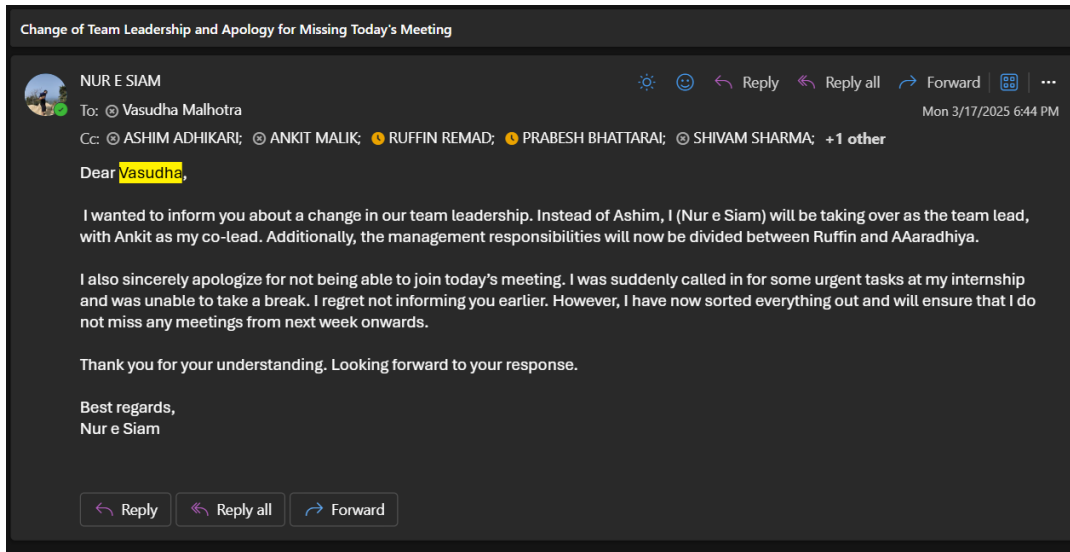 Change of Team Leadership and Apology for Missing Today's Meeting
NUR E SIAM
Reply Reply all Forward
To: Vasudha Malhotra
Mon 3/17/2025 6:44 PM
Cc: ASHIM ADHIKARI; ANKIT MALIK; RUFFIN REMAD; PRABESH BHATTARAI; SHIVAM SHARMA; +1 other
Dear Vasudha,
I wanted to inform you about a change in our team leadership. Instead of Ashim, I (Nur e Siam) will be taking over as the team lead,
with Ankit as my co-lead. Additionally, the management responsibilities will now be divided between Ruffin and AAaradhiya.
I also sincerely apologize for not being able to join today’s meeting. I was suddenly called in for some urgent tasks at my internship
and was unable to take a break. I regret not informing you earlier. However, I have now sorted everything out and will ensure that I do
not miss any meetings from next week onwards.
Thank you for your understanding. Looking forward to your response.
Best regards,
Nur e Siam
Reply Reply all Forward